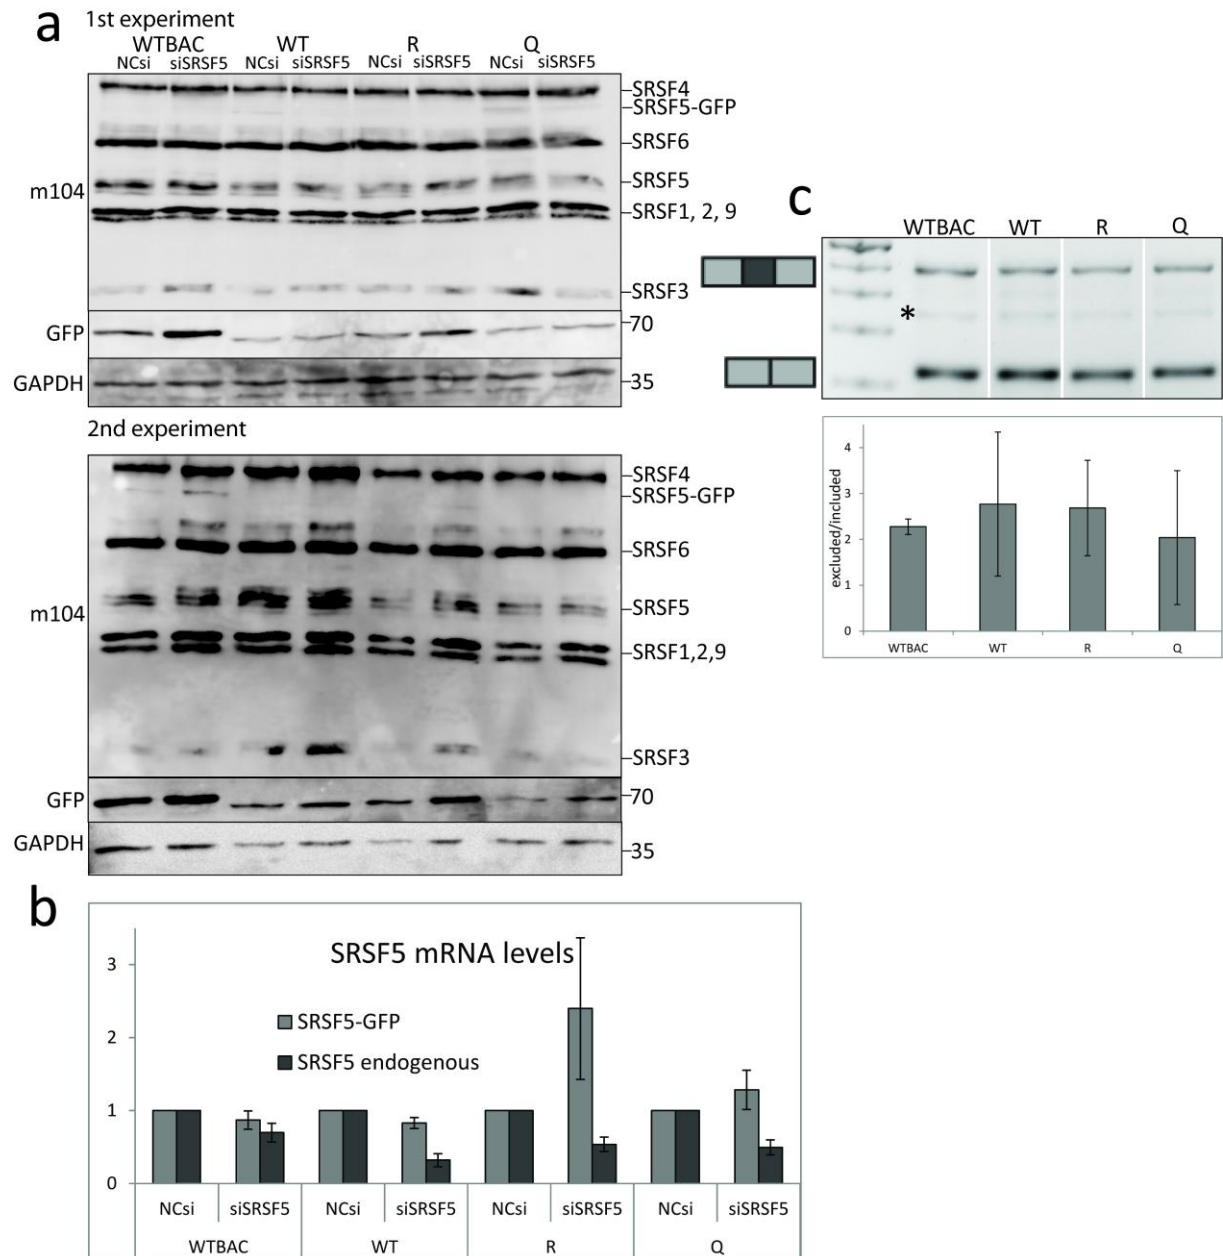 a
1st experiment
WTBAC WT R Q
NCsi siSRSF5 NCsi siSRSF5 NCsi siSRSF5 NCsi siSRSF5
m104
SRSF4
SRSF5-GFP
SRSF6
SRSF5
SRSF1, 2, 9
SRSF3
GFP
70
GAPDH
35
2nd experiment
m104
SRSF4
SRSF5-GFP
SRSF6
SRSF5
SRSF1,2,9
SRSF3
GFP
70
GAPDH
35
c
WTBAC WT R Q
*
excluded/included
4
3
2
1
0
WTBAC WT R Q
b
SRSF5 mRNA levels
SRSF5-GFP
SRSF5 endogenous
3
2
1
0
NCsi siSRSF5 NCsi siSRSF5 NCsi siSRSF5 NCsi siSRSF5
WTBAC WT R Q